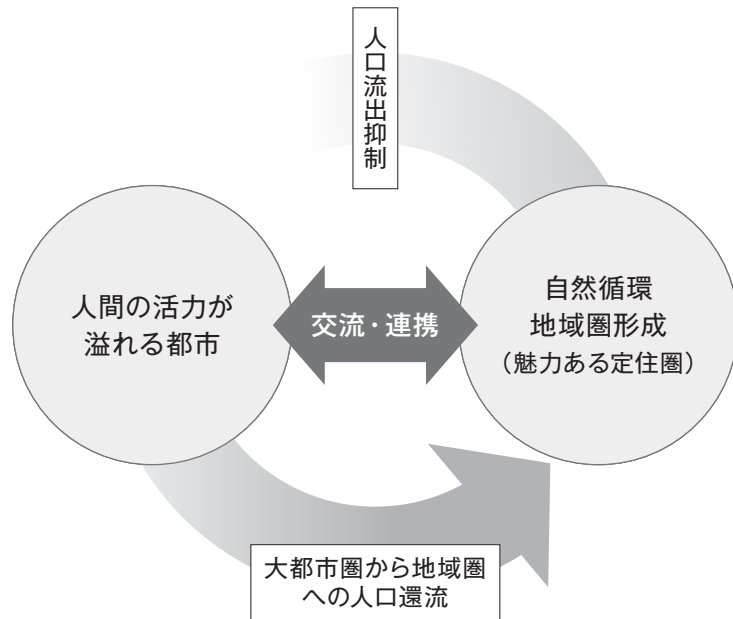 人口流出抑制
人間の活力が
溢れる都市
交流・連携
自然循環
地域圏形成
（魅力ある定住圏）
大都市圏から地域圏
への人口還流